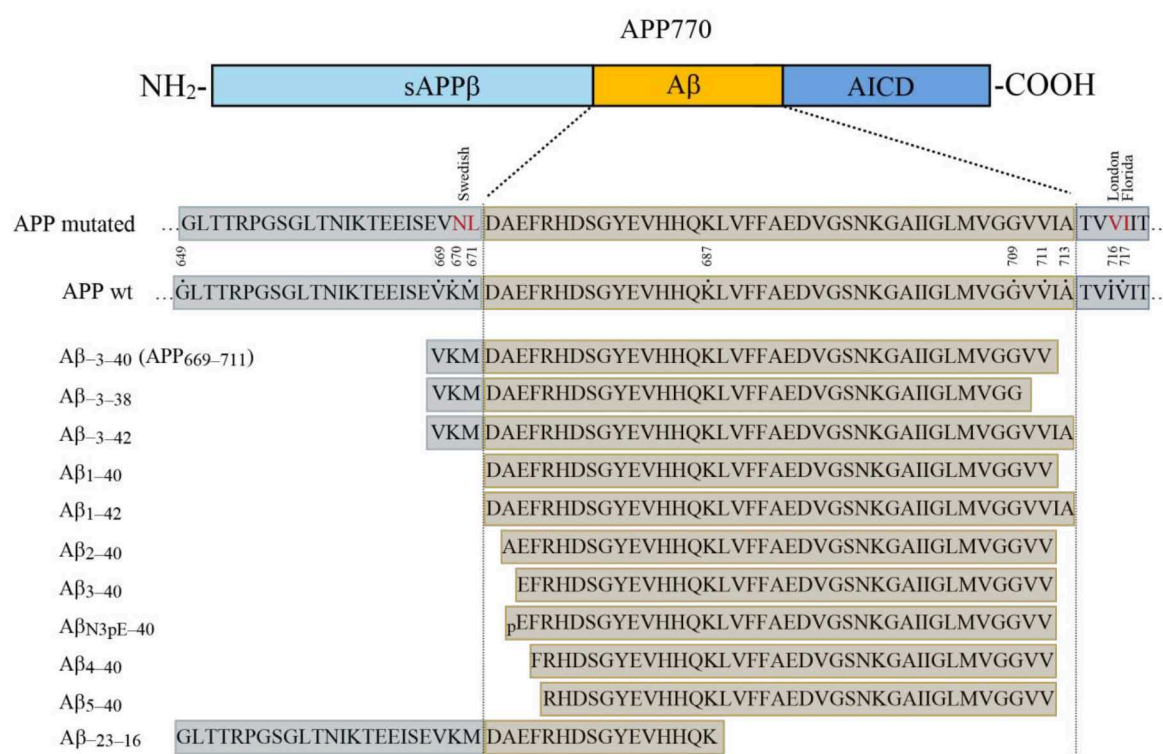 APP770
NH₂- sAPPβ Aβ AICD -COOH
Swedish
London
Florida
APP mutated ...GLTTRPGSGLTNIKTEEISEVNL DAEFRHDSGYEVHHQKLVFFAEDVGSNKGAIIGLMVGGVVIA TVVIIT...
649 669 670 671 687 709 711 713 716 717
APP wt ...GLTTRPGSGLTNIKTEEISEVKM DAEFRHDSGYEVHHQKLVFFAEDVGSNKGAIIGLMVGGVVIA TVIVIT...
Aβ–3–40 (APP669–711) VKM DAEFRHDSGYEVHHQKLVFFAEDVGSNKGAIIGLMVGGVV
Aβ–3–38 VKM DAEFRHDSGYEVHHQKLVFFAEDVGSNKGAIIGLMVGG
Aβ–3–42 VKM DAEFRHDSGYEVHHQKLVFFAEDVGSNKGAIIGLMVGGVVIA
Aβ1–40 DAEFRHDSGYEVHHQKLVFFAEDVGSNKGAIIGLMVGGVV
Aβ1–42 DAEFRHDSGYEVHHQKLVFFAEDVGSNKGAIIGLMVGGVVIA
Aβ2–40 AEFRHDSGYEVHHQKLVFFAEDVGSNKGAIIGLMVGGVV
Aβ3–40 EFRHDSGYEVHHQKLVFFAEDVGSNKGAIIGLMVGGVV
AβN3pE–40 pEFRHDSGYEVHHQKLVFFAEDVGSNKGAIIGLMVGGVV
Aβ4–40 FRHDSGYEVHHQKLVFFAEDVGSNKGAIIGLMVGGVV
Aβ5–40 RHDSGYEVHHQKLVFFAEDVGSNKGAIIGLMVGGVV
Aβ–23–16 GLTTRPGSGLTNIKTEEISEVKM DAEFRHDSGYEVHHQK